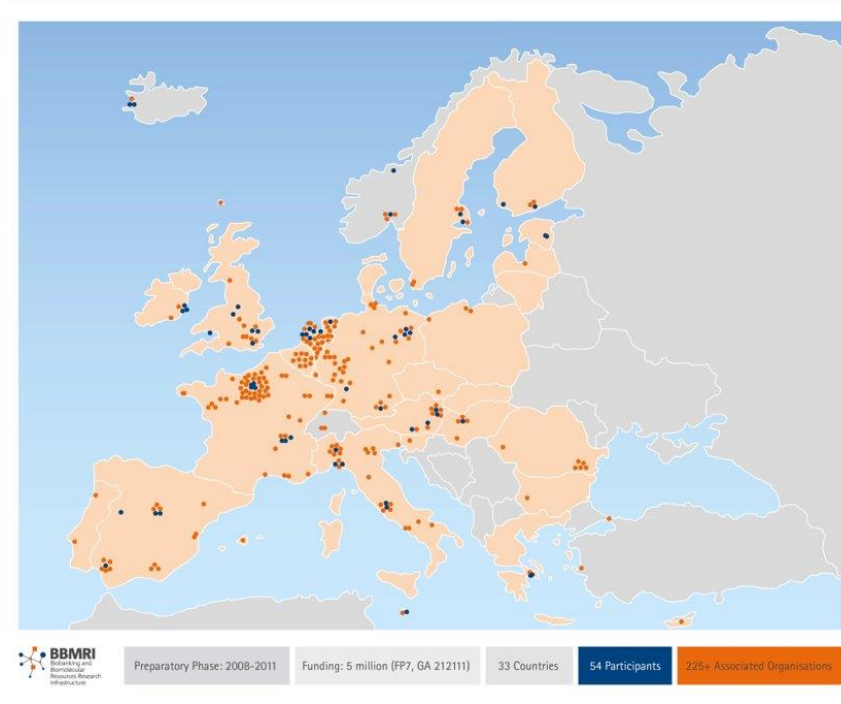 BBMRI
Biobanking and
Biomolecular
Resources Research
Infrastructure
Preparatory Phase: 2008-2011
Funding: 5 million (FP7, GA 212111)
33 Countries
54 Participants
225+ Associated Organisations